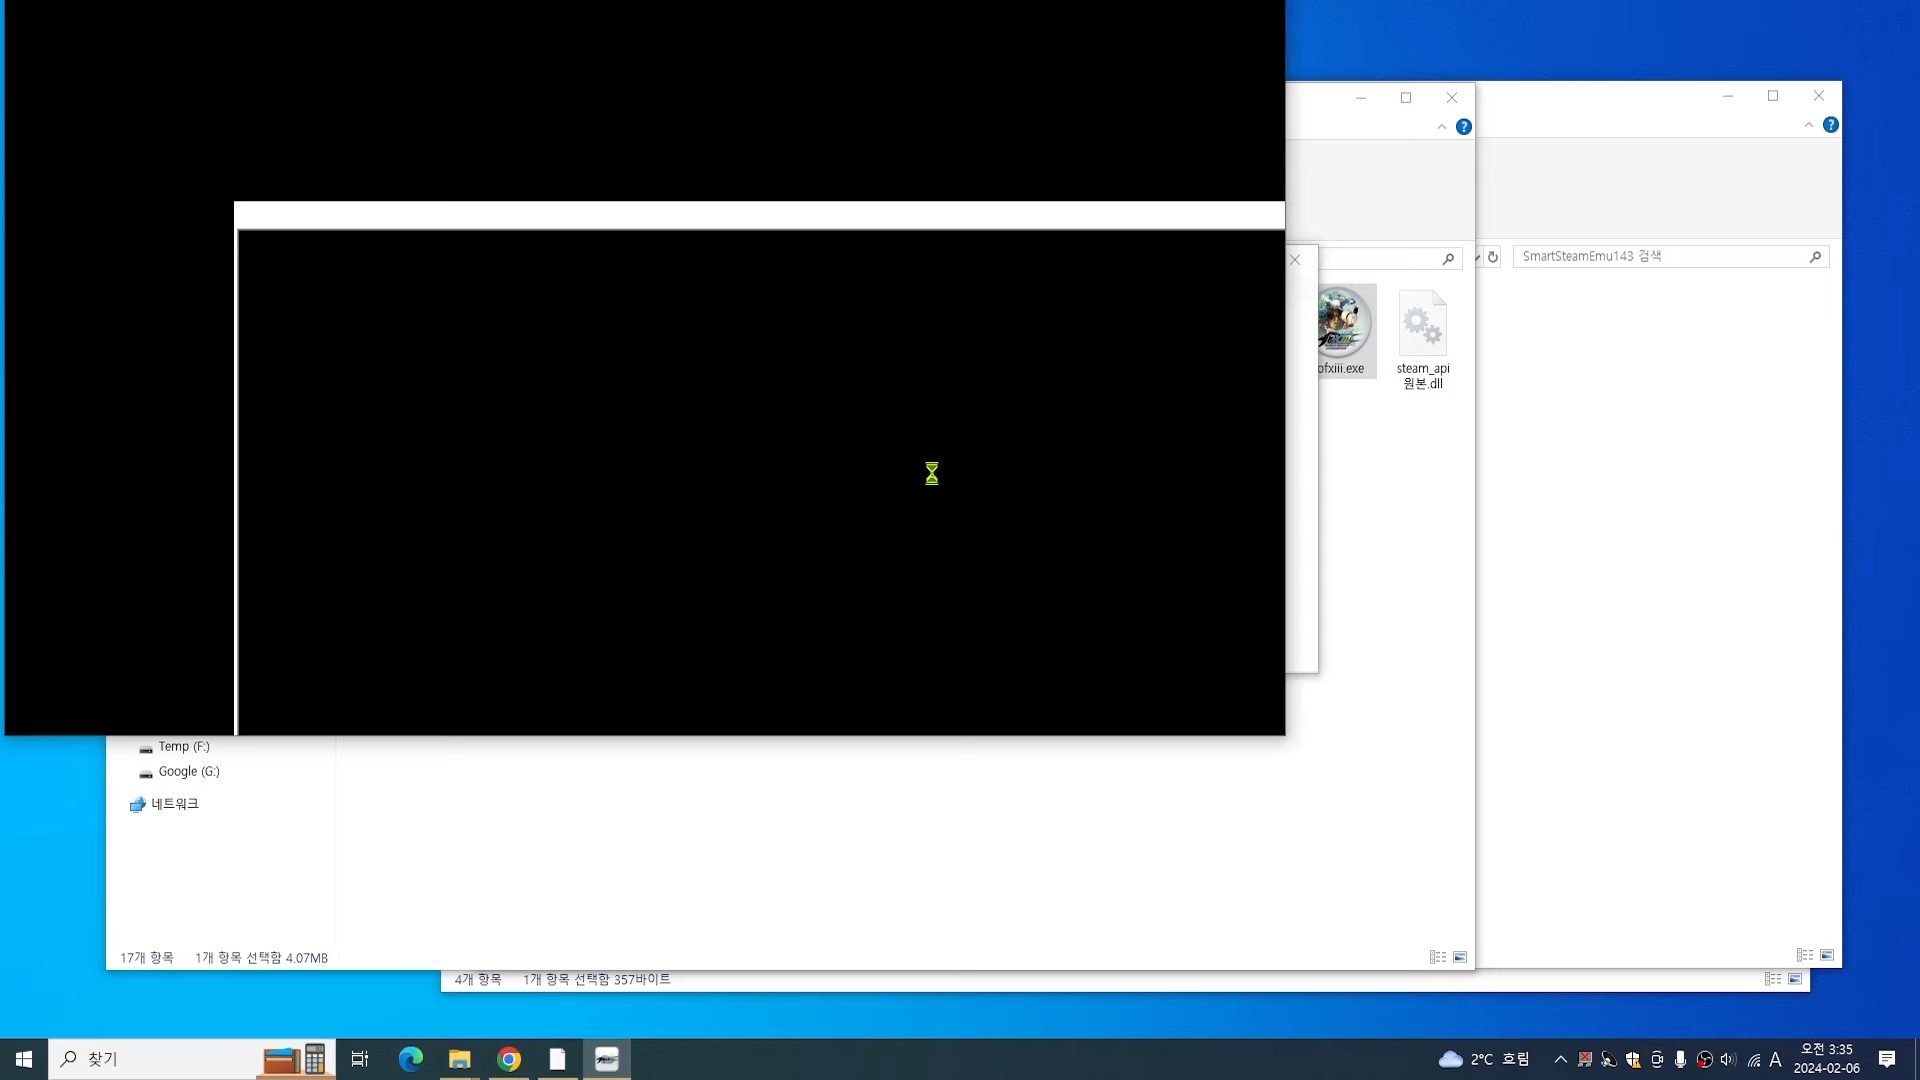 SmartSteamEmu143 검색
ofxiii.exe
steam_api
원본.dll
Temp (F:)
Google (G:)
네트워크
17개 항목 1개 항목 선택함 4.07MB
4개 항목 1개 항목 선택함 357바이트
찾기
2°C 흐림
A
오전 3:35
2024-02-06